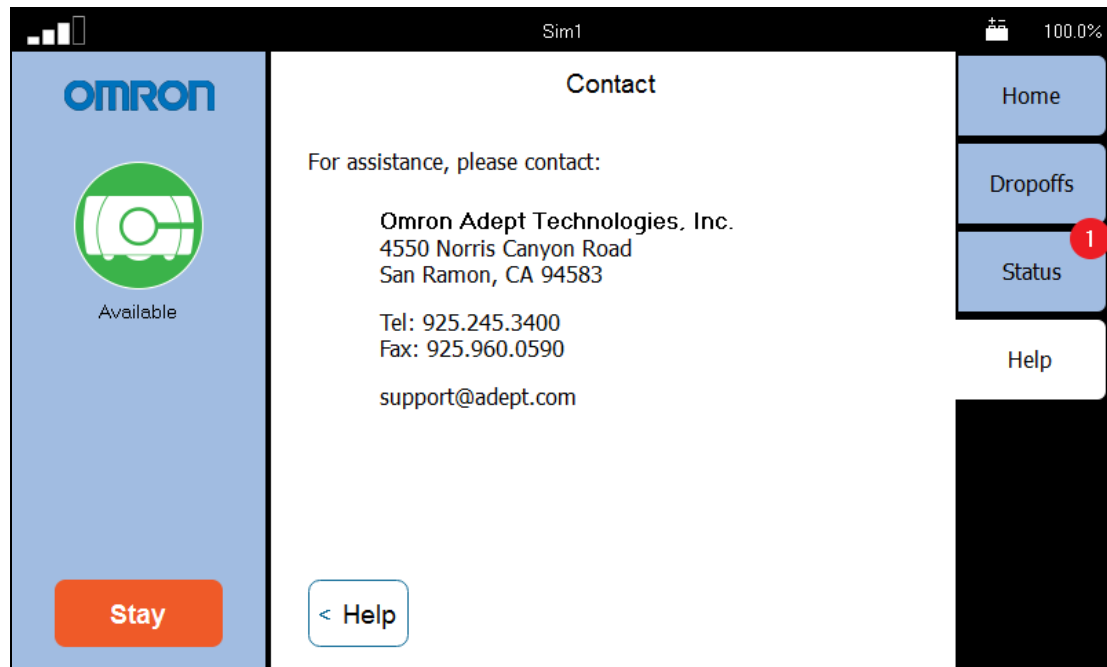 Sim1
100.0%
OMRON
Available
Stay
Contact
For assistance, please contact:
Omron Adept Technologies, Inc.
4550 Norris Canyon Road
San Ramon, CA 94583
Tel: 925.245.3400
Fax: 925.960.0590
support@adept.com
< Help
Home
Dropoffs
1
Status
Help